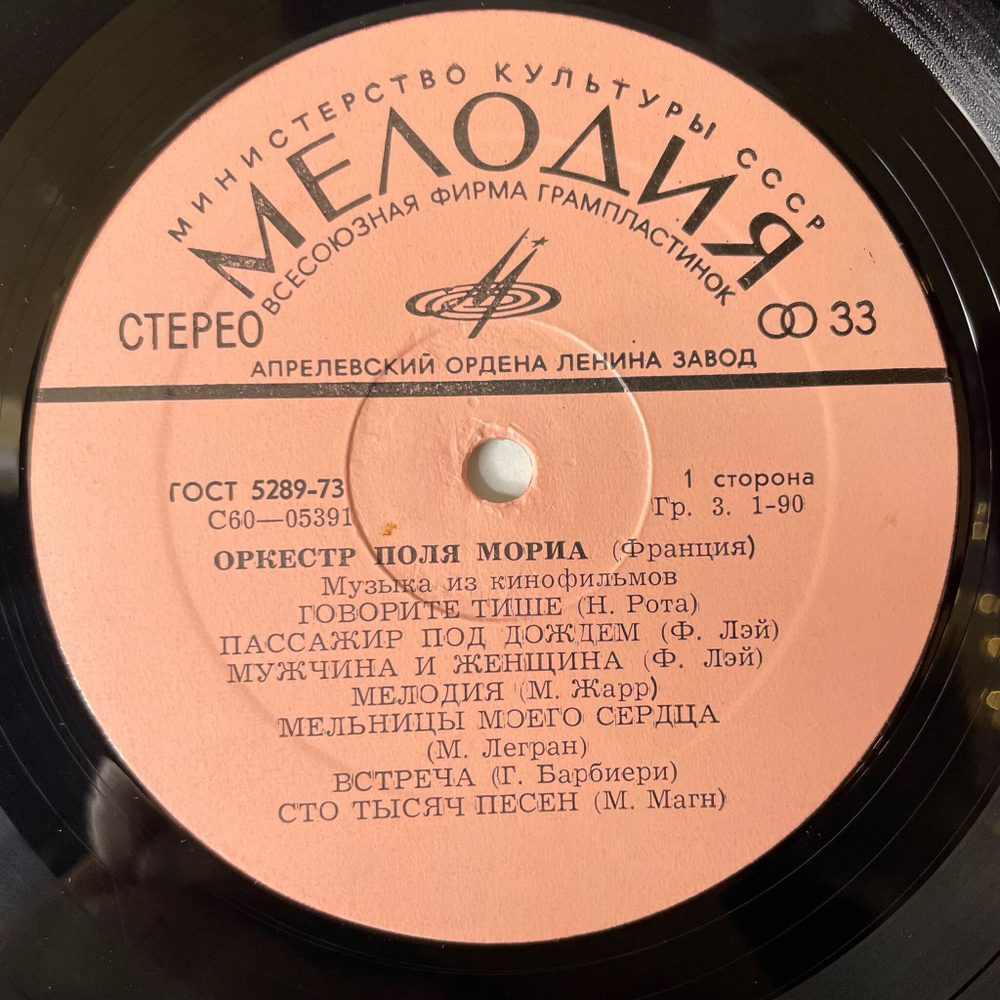 МИНИСТЕРСТВО КУЛЬТУРЫ СССР
МЕЛОДИЯ
ВСЕСОЮЗНАЯ ФИРМА ГРАМПЛАСТИНОК
СТЕРЕО
33
АПРЕЛЕВСКИЙ ОРДЕНА ЛЕНИНА ЗАВОД
ГОСТ 5289-73
1 сторона
С60—05391
Гр. 3. 1-90
ОРКЕСТР ПОЛЯ МОРИА (Франция)
Музыка из кинофильмов
ГОВОРИТЕ ТИШЕ (Н. Рота)
ПАССАЖИР ПОД ДОЖДЕМ (Ф. Лэй)
МУЖЧИНА И ЖЕНЩИНА (Ф. Лэй)
МЕЛОДИЯ (М. Жарр)
МЕЛЬНИЦЫ МОЕГО СЕРДЦА
(М. Легран)
ВСТРЕЧА (Г. Барбиери)
СТО ТЫСЯЧ ПЕСЕН (М. Магн)